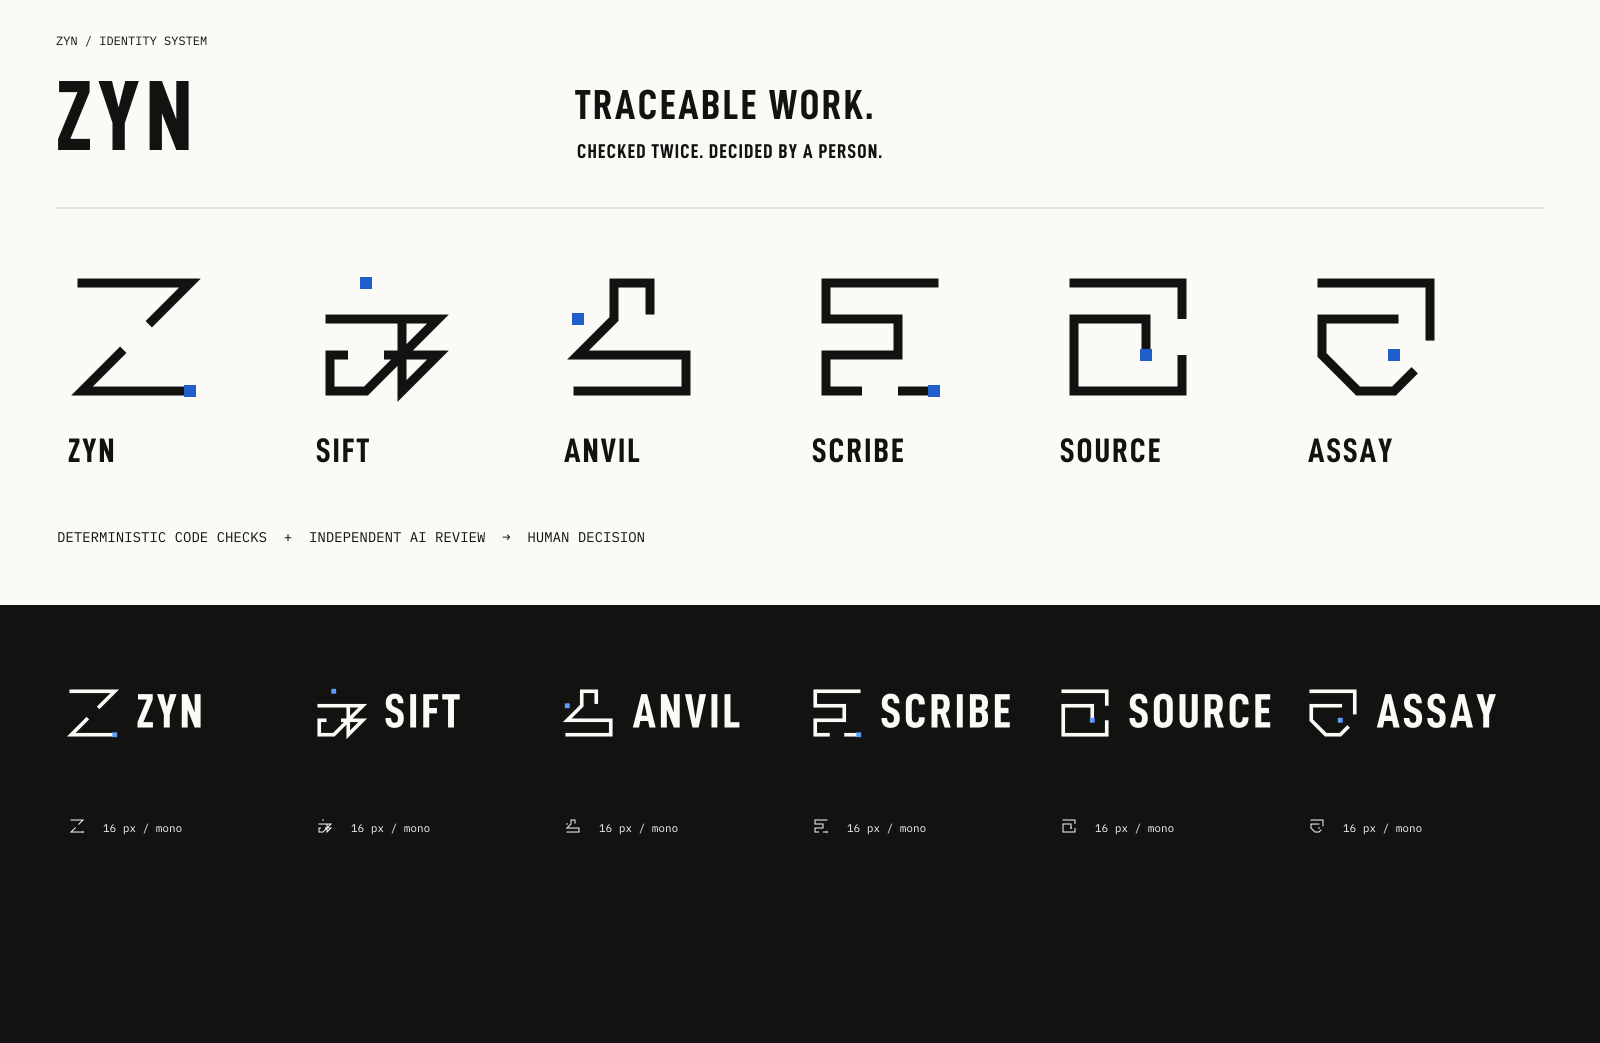 ZYN / IDENTITY SYSTEM
ZYN
TRACEABLE WORK.
CHECKED TWICE. DECIDED BY A PERSON.
ZYN
SIFT
ANVIL
SCRIBE
SOURCE
ASSAY
DETERMINISTIC CODE CHECKS + INDEPENDENT AI REVIEW → HUMAN DECISION
ZYN
SIFT
ANVIL
SCRIBE
SOURCE
ASSAY
16 px / mono
16 px / mono
16 px / mono
16 px / mono
16 px / mono
16 px / mono